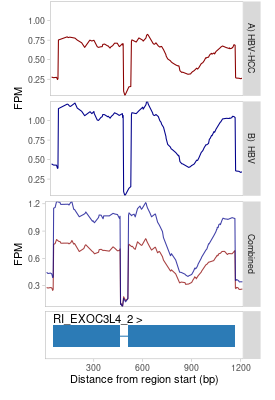 1.00
0.75
0.50
0.25
FPM
A) HBV-HCC
1.00
0.75
0.50
0.25
B) HBV
1.2
0.9
0.6
0.3
FPM
Combined
RI_EXOC3L4_2 >
300 600 900 1200
Distance from region start (bp)